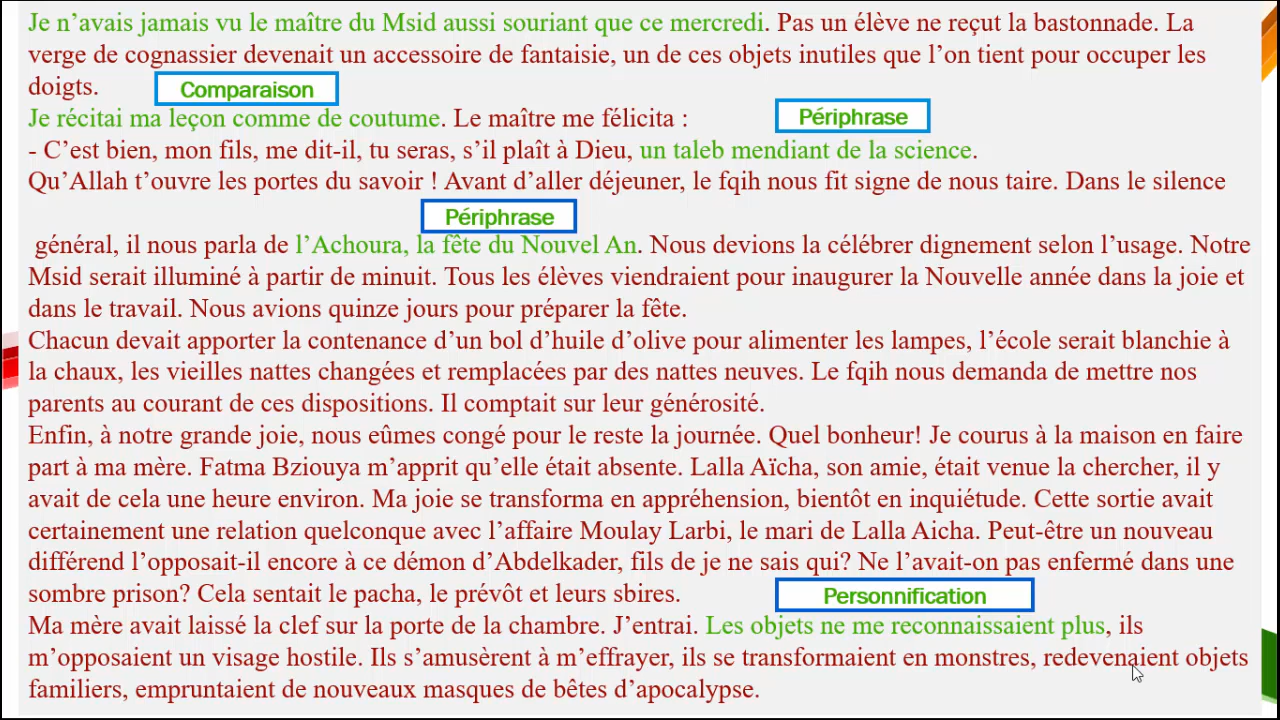 Je n’avais jamais vu le maître du Msid aussi souriant que ce mercredi. Pas un élève ne reçut la bastonnade. La
verge de cognassier devenait un accessoire de fantaisie, un de ces objets inutiles que l’on tient pour occuper les
doigts.
Comparaison
Je récitai ma leçon comme de coutume. Le maître me félicita :
Périphrase
- C’est bien, mon fils, me dit-il, tu seras, s’il plaît à Dieu, un taleb mendiant de la science.
Qu’Allah t’ouvre les portes du savoir ! Avant d’aller déjeuner, le fqih nous fit signe de nous taire. Dans le silence
Périphrase
général, il nous parla de l’Achoura, la fête du Nouvel An. Nous devions la célébrer dignement selon l’usage. Notre
Msid serait illuminé à partir de minuit. Tous les élèves viendraient pour inaugurer la Nouvelle année dans la joie et
dans le travail. Nous avions quinze jours pour préparer la fête.
Chacun devait apporter la contenance d’un bol d’huile d’olive pour alimenter les lampes, l’école serait blanchie à
la chaux, les vieilles nattes changées et remplacées par des nattes neuves. Le fqih nous demanda de mettre nos
parents au courant de ces dispositions. Il comptait sur leur générosité.
Enfin, à notre grande joie, nous eûmes congé pour le reste la journée. Quel bonheur! Je courus à la maison en faire
part à ma mère. Fatma Bziouya m’apprit qu’elle était absente. Lalla Aïcha, son amie, était venue la chercher, il y
avait de cela une heure environ. Ma joie se transforma en appréhension, bientôt en inquiétude. Cette sortie avait
certainement une relation quelconque avec l’affaire Moulay Larbi, le mari de Lalla Aicha. Peut-être un nouveau
différend l’opposait-il encore à ce démon d’Abdelkader, fils de je ne sais qui? Ne l’avait-on pas enfermé dans une
sombre prison? Cela sentait le pacha, le prévôt et leurs sbires.
Personnification
Ma mère avait laissé la clef sur la porte de la chambre. J’entrai. Les objets ne me reconnaissaient plus, ils
m’opposaient un visage hostile. Ils s’amusèrent à m’effrayer, ils se transformaient en monstres, redevenaient objets
familiers, empruntaient de nouveaux masques de bêtes d’apocalypse.